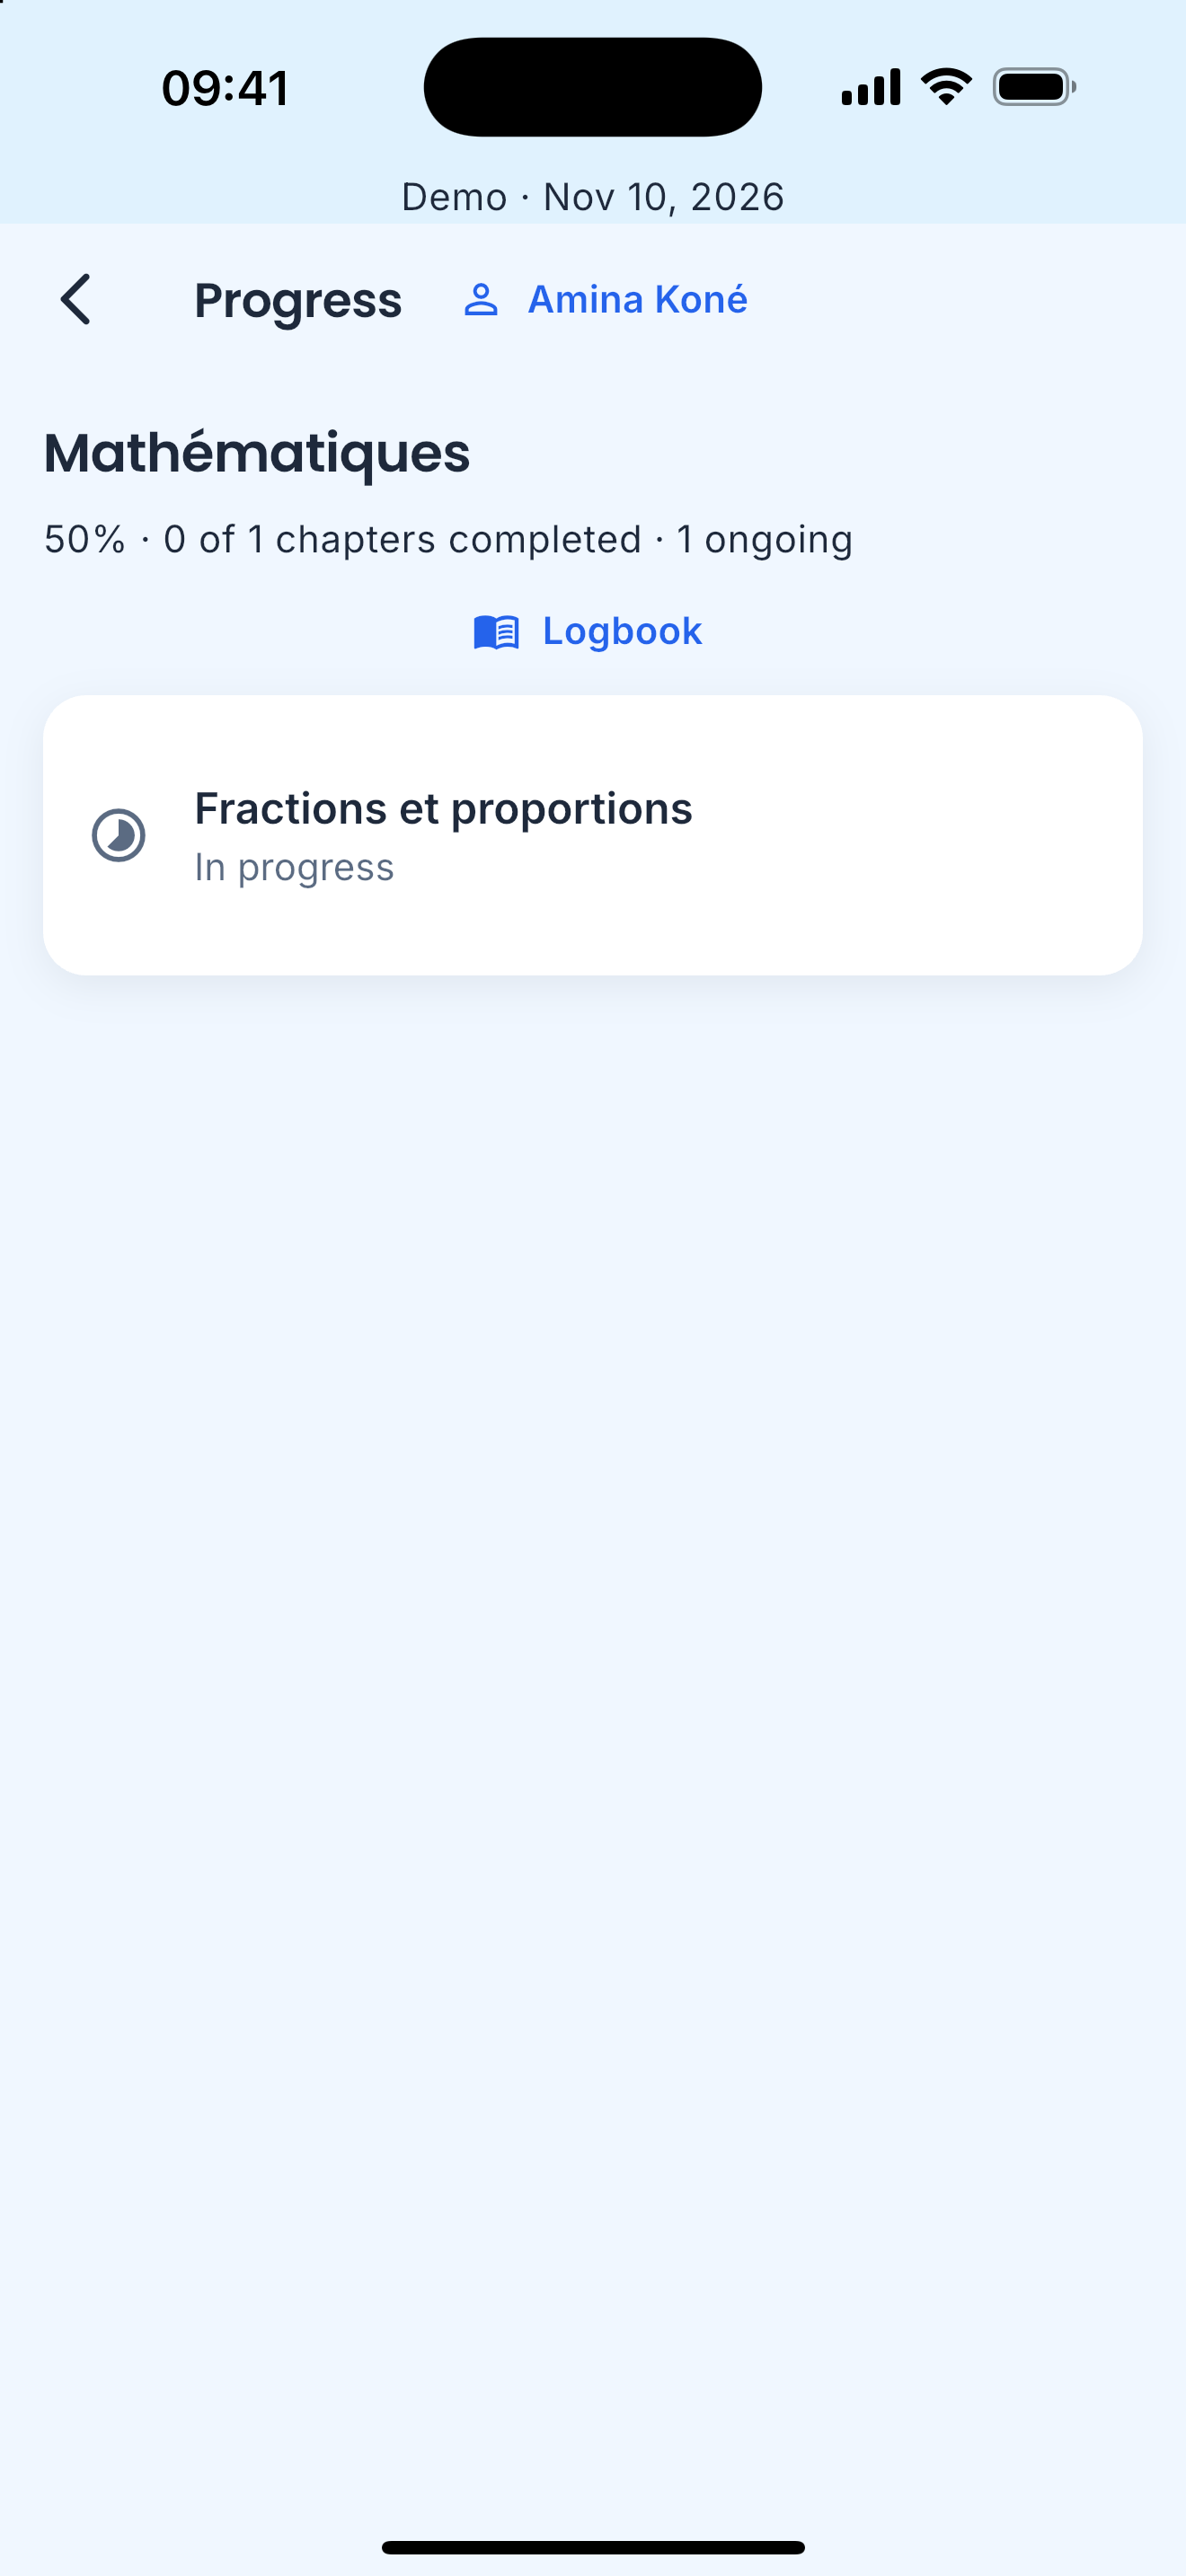 09:41
Demo · Nov 10, 2026
Progress
Amina Koné
Mathématiques
50% · 0 of 1 chapters completed · 1 ongoing
Logbook
Fractions et proportions
In progress